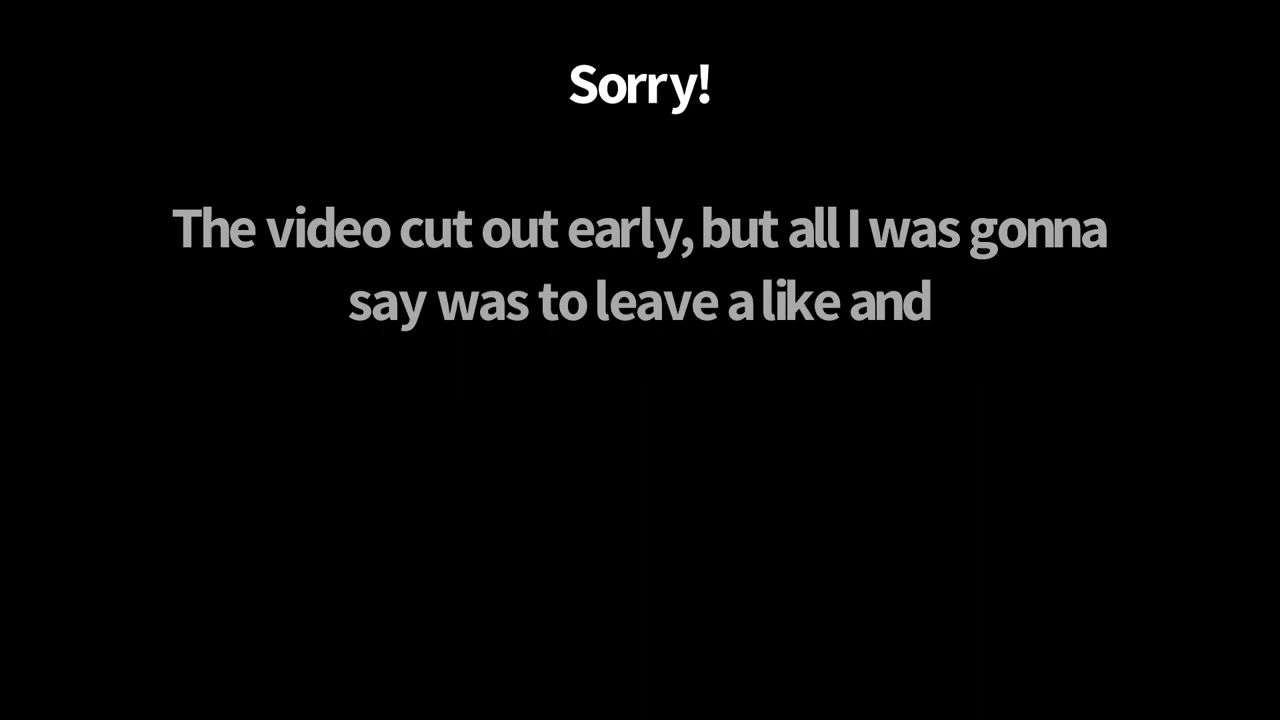 Sorry!
The video cut out early, but all I was gonna
say was to leave a like and